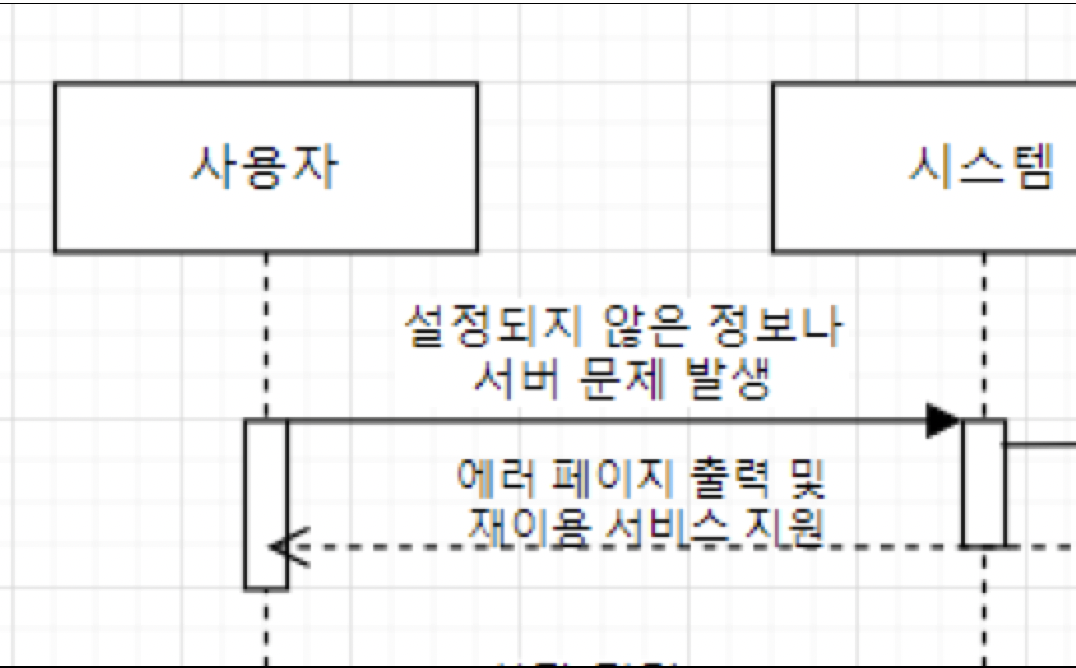 사용자
시스템
설정되지 않은 정보나
서버 문제 발생
에러 페이지 출력 및
재이용 서비스 지원